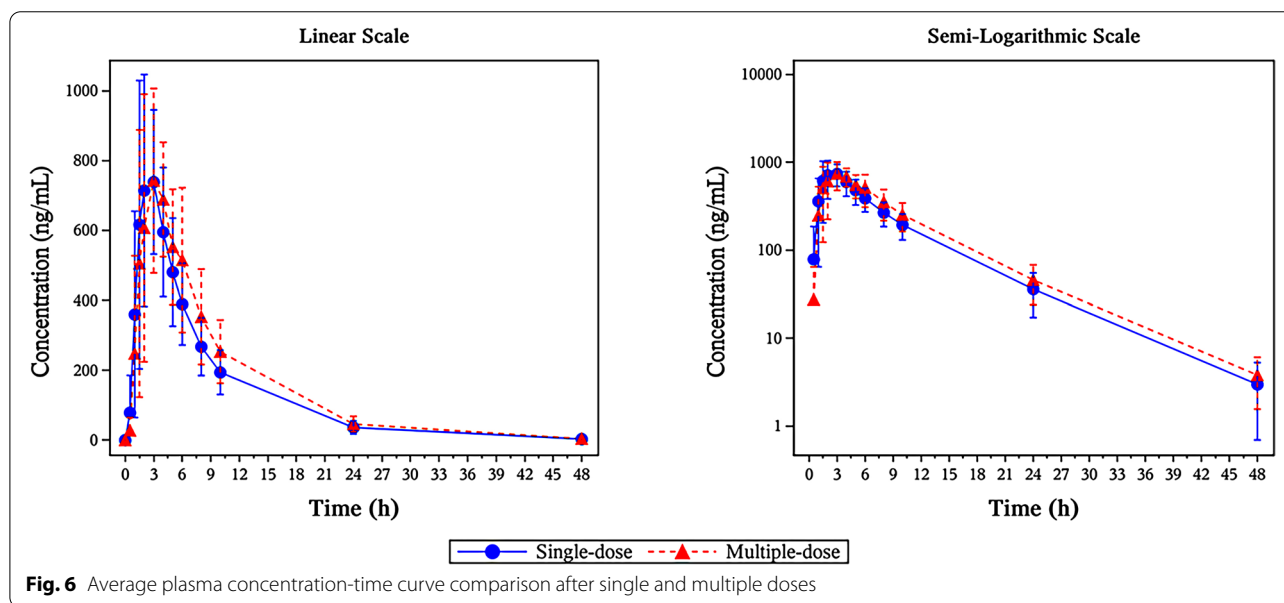 Linear Scale
Semi-Logarithmic Scale
Concentration (ng/mL)
1000
800
600
400
200
0
0 3 6 9 12 15 18 21 24 27 30 33 36 39 42 45 48
Time (h)
Concentration (ng/mL)
10000
1000
100
10
1
0 3 6 9 12 15 18 21 24 27 30 33 36 39 42 45 48
Time (h)
Single-dose Multiple-dose
Fig. 6 Average plasma concentration-time curve comparison after single and multiple doses